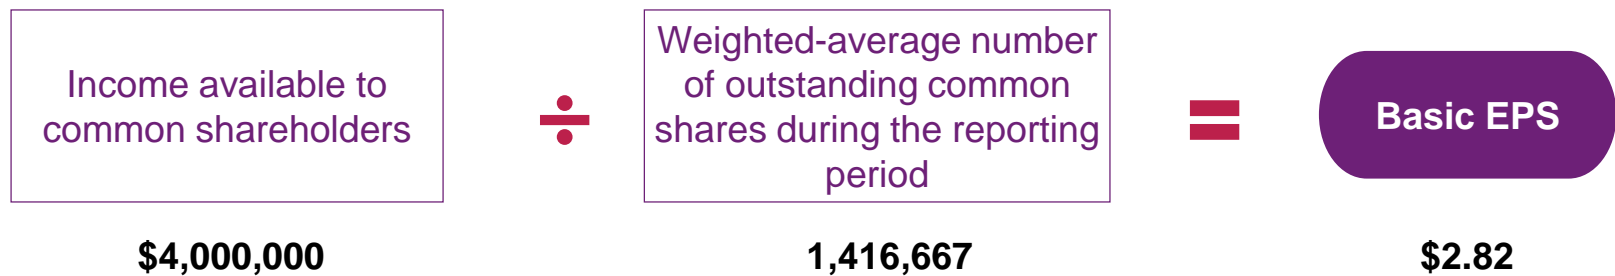 Income available to
common shareholders
÷
Weighted-average number
of outstanding common
shares during the reporting
period
=
Basic EPS
$4,000,000
1,416,667
$2.82